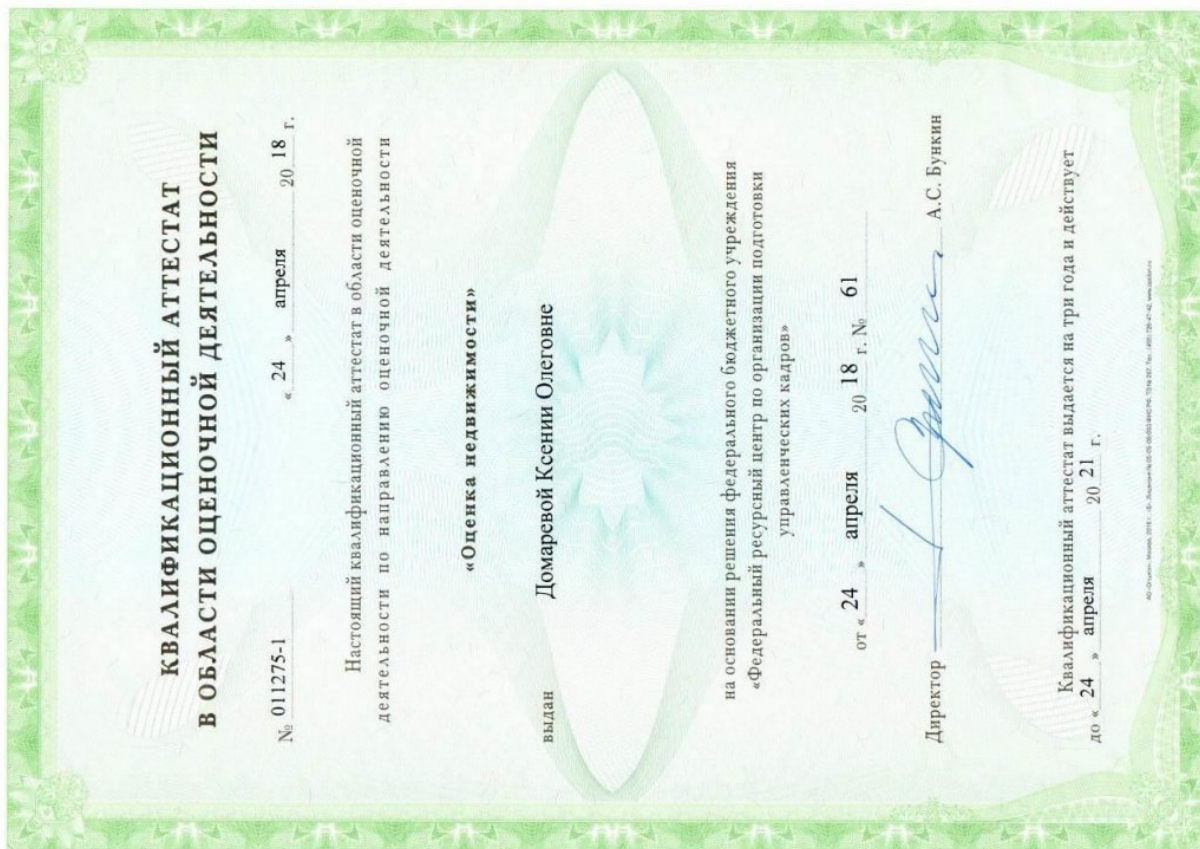 КВАЛИФИКАЦИОННЫЙ АТТЕСТАТ
В ОБЛАСТИ ОЦЕНОЧНОЙ ДЕЯТЕЛЬНОСТИ
№ 011275-1 « 24 » апреля 20 18 г.
Настоящий квалификационный аттестат в области оценочной
деятельности по направлению оценочной деятельности
«Оценка недвижимости»
выдан Домаревой Ксении Олеговне
на основании решения федерального бюджетного учреждения
«Федеральный ресурсный центр по организации подготовки
управленческих кадров»
от « 24 » апреля 20 18 г. № 61
Директор А.С. Бункин
Квалификационный аттестат выдается на три года и действует
до « 24 » апреля 20 21 г.